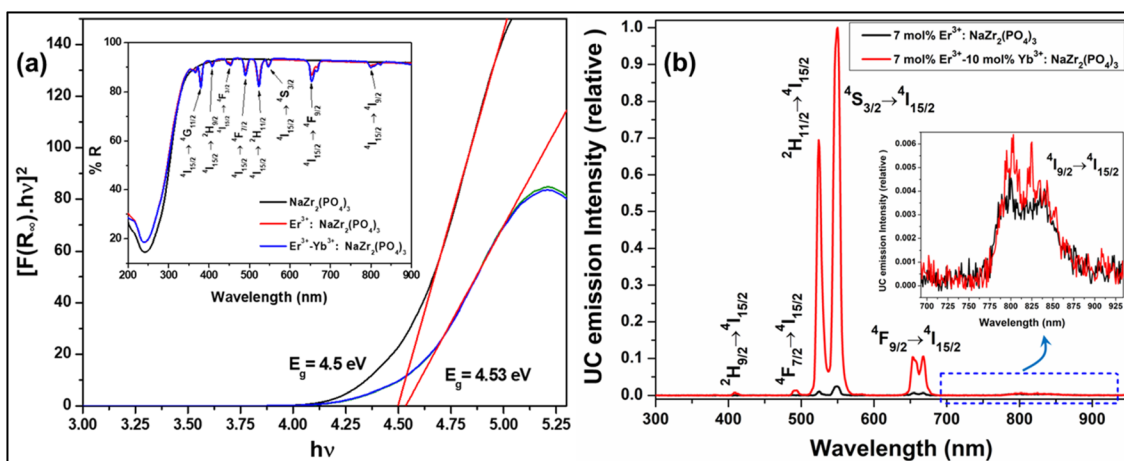 (a)
[F(R∞).hν]²
140
120
100
80
60
40
20
0
3.00
3.25
3.50
3.75
4.00
4.25
4.50
4.75
5.00
5.25
hν
E_g = 4.5 eV
E_g = 4.53 eV
% R
100
80
60
40
20
200
300
400
500
600
700
800
900
Wavelength (nm)
⁴I₁₅/₂→⁴G₁₁/₂
⁴I₁₅/₂→²H₉/₂
⁴I₁₅/₂→⁴F₃/₂
⁴I₁₅/₂→⁴F₇/₂
⁴I₁₅/₂→²H₁₁/₂
⁴I₁₅/₂→⁴S₃/₂
⁴I₁₅/₂→⁴F₉/₂
⁴I₁₅/₂→⁴I₉/₂
NaZr₂(PO₄)₃
Er³⁺: NaZr₂(PO₄)₃
Er³⁺-Yb³⁺: NaZr₂(PO₄)₃
(b)
UC emission Intensity (relative)
1.0
0.9
0.8
0.7
0.6
0.5
0.4
0.3
0.2
0.1
0.0
300
400
500
600
700
800
900
Wavelength (nm)
7 mol% Er³⁺: NaZr₂(PO₄)₃
7 mol% Er³⁺-10 mol% Yb³⁺: NaZr₂(PO₄)₃
²H₉/₂→⁴I₁₅/₂
⁴F₇/₂→⁴I₁₅/₂
²H₁₁/₂→⁴I₁₅/₂
⁴S₃/₂→⁴I₁₅/₂
⁴F₉/₂→⁴I₁₅/₂
⁴I₉/₂→⁴I₁₅/₂
UC emission Intensity (relative)
0.006
0.005
0.004
0.003
0.002
0.001
0.000
700
725
750
775
800
825
850
875
900
925
Wavelength (nm)